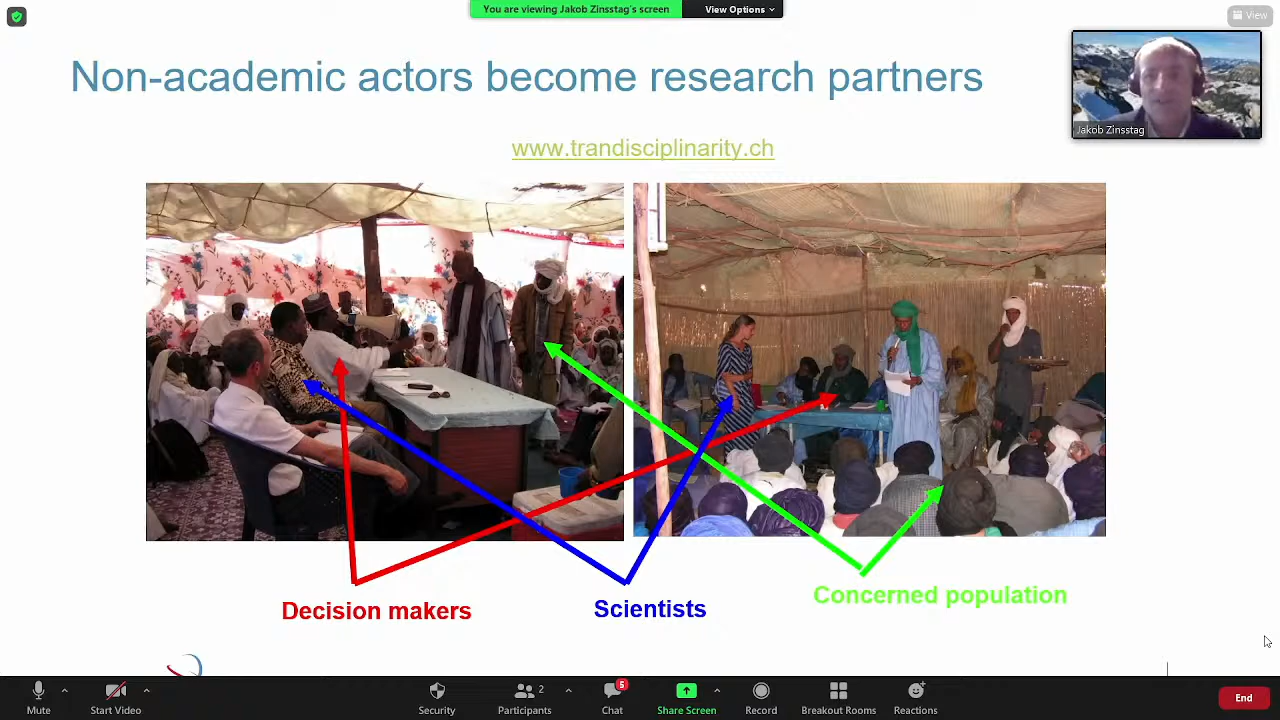 You are viewing Jakob Zinsstag's screen
View Options
View
Non-academic actors become research partners
Jakob Zinsstag
www.trandisciplinarity.ch
Decision makers
Scientists
Concerned population
Mute
Start Video
Security
Participants
2
Chat
5
Share Screen
Record
Breakout Rooms
Reactions
End